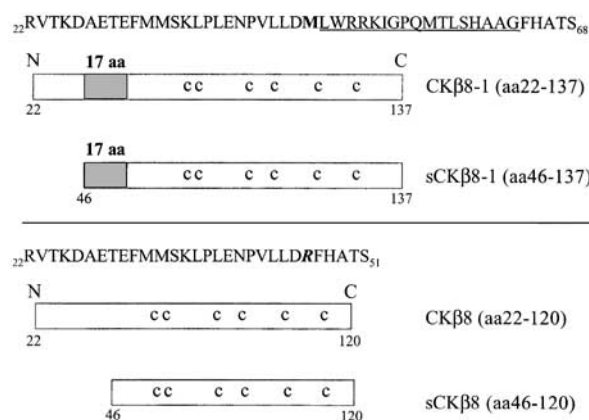 22RVTKDAETEFMMSKLPLENPVLLDMLWRRKIGPQMTLSHAAGFHATS68
N 17 aa C
c c c c c c CKβ8-1 (aa22-137)
22 137
17 aa
c c c c c c sCKβ8-1 (aa46-137)
46 137
22RVTKDAETEFMMSKLPLENPVLLDRFHATS51
N C
c c c c c c CKβ8 (aa22-120)
22 120
c c c c c c sCKβ8 (aa46-120)
46 120